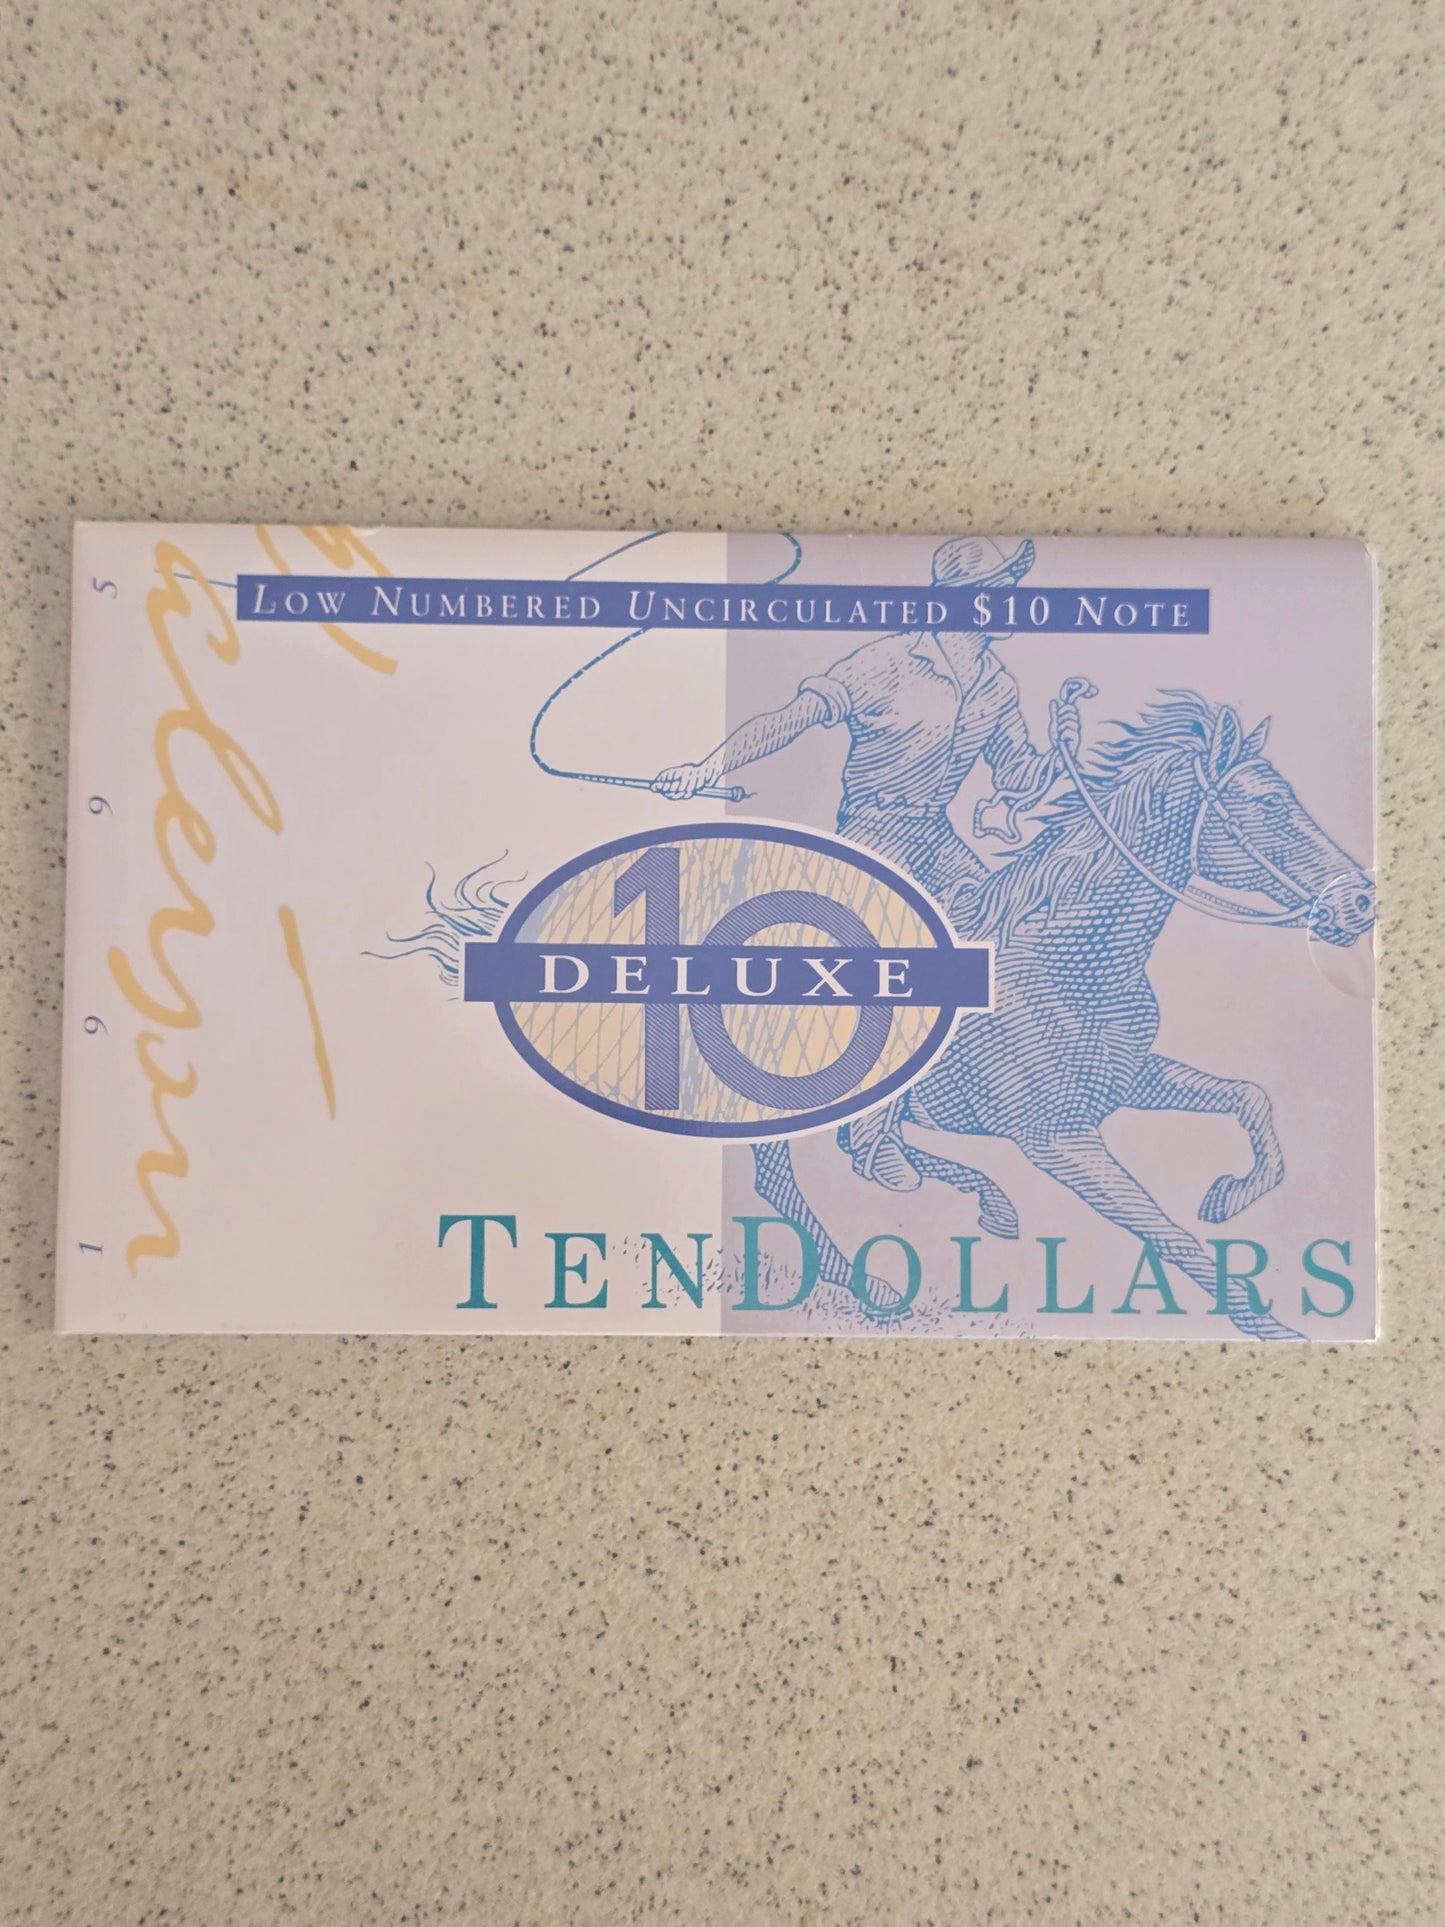 LOW NUMBERED UNCIRCULATED $10 NOTE
1995
10
DELUXE
TENDOLLARS